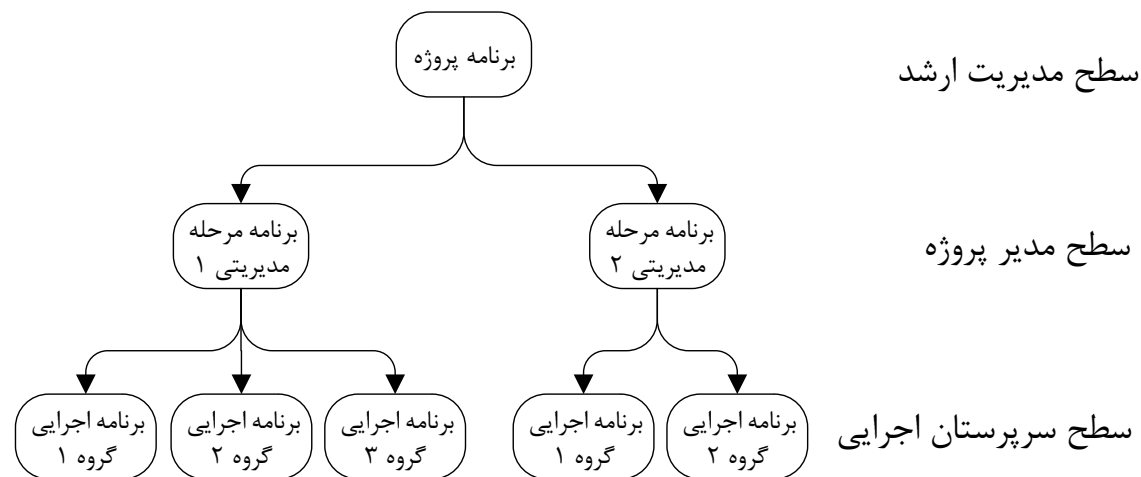 برنامه پروژه
سطح مدیریت ارشد
برنامه مرحله
مدیریتی ۱
برنامه مرحله
مدیریتی ۲
سطح مدیر پروژه
برنامه اجرایی
گروه ۱
برنامه اجرایی
گروه ۲
برنامه اجرایی
گروه ۳
برنامه اجرایی
گروه ۱
برنامه اجرایی
گروه ۲
سطح سرپرستان اجرایی